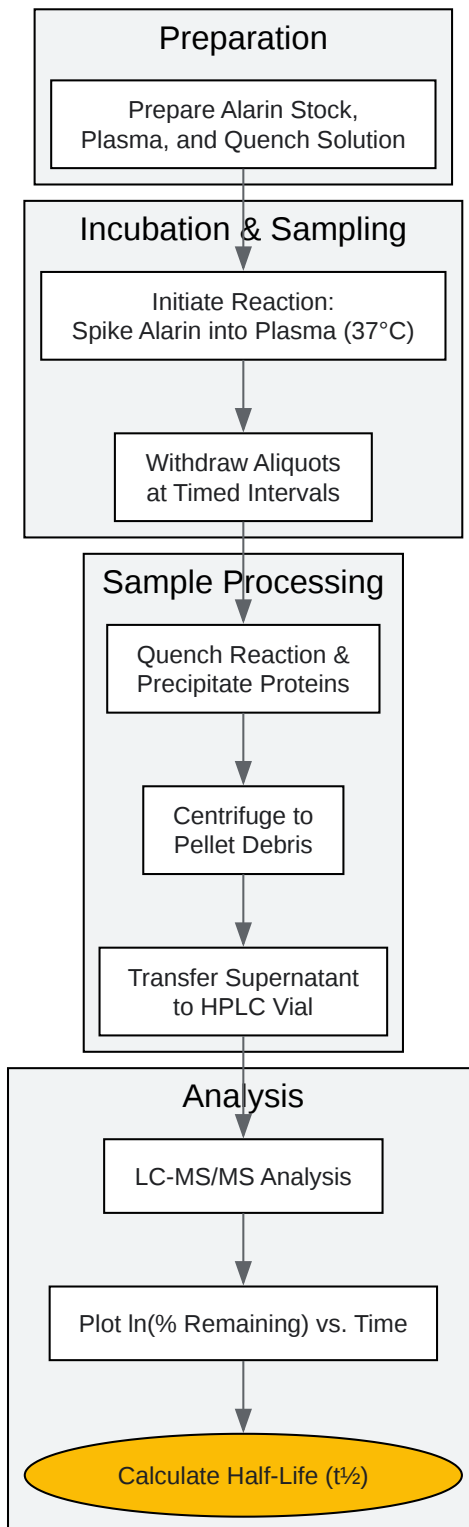 Preparation
Prepare Alarin Stock,
Plasma, and Quench Solution
Incubation & Sampling
Initiate Reaction:
Spike Alarin into Plasma (37°C)
Withdraw Aliquots
at Timed Intervals
Sample Processing
Quench Reaction &
Precipitate Proteins
Centrifuge to
Pellet Debris
Transfer Supernatant
to HPLC Vial
Analysis
LC-MS/MS Analysis
Plot ln(% Remaining) vs. Time
Calculate Half-Life (t½)